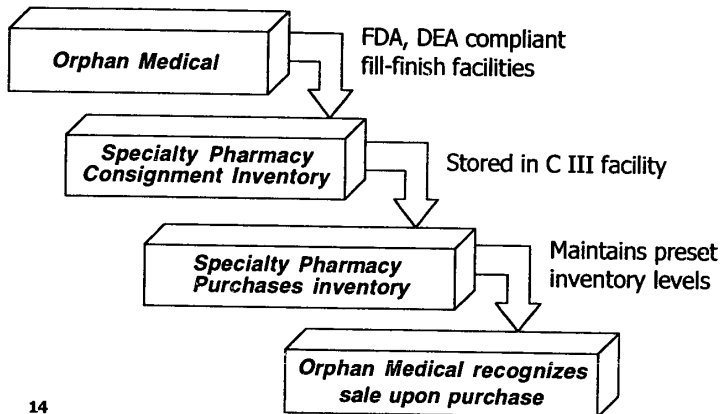 Orphan Medical
FDA, DEA compliant
fill-finish facilities
Specialty Pharmacy
Consignment Inventory
Stored in C III facility
Specialty Pharmacy
Purchases inventory
Maintains preset
inventory levels
Orphan Medical recognizes
sale upon purchase
14